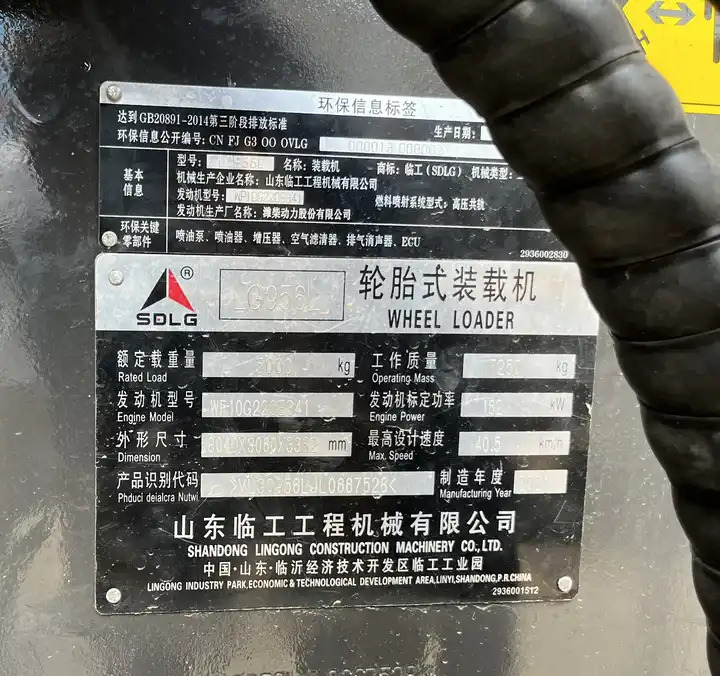 环保信息标签
达到 GB20891-2014第三阶段排放标准 生产日期:
环保信息公开编号: CN FJ G3 OO OVLG
基本信息
型号: 名称: 装载机 商标: 临工 (SDLG) 机械类型:
机械生产企业名称: 山东临工工程机械有限公司
发动机型号: 燃料喷射系统型式: 高压共轨
发动机生产厂名称: 潍柴动力股份有限公司
环保关键零部件
喷油泵、喷油器、增压器、空气滤清器、排气消声器、ECU
2936002830
SDLG ®
轮胎式装载机
WHEEL LOADER
额定载重量 kg 工作质量 kg
Rated Load Operating Mass
发动机型号 发动机标定功率 kW
Engine Model Engine Power
外形尺寸 mm 最高设计速度 40.5 km/h
Dimension Max. Speed
产品识别代码 制造年度
Phduci deialcra Nutwi Manufacturing Year
山东临工工程机械有限公司
SHANDONG LINGONG CONSTRUCTION MACHINERY CO., LTD.
中国·山东·临沂经济技术开发区临工工业园
LINGONG INDUSTRY PARK,ECONOMIC & TECHNOLOGICAL DEVELOPMENT AREA,LINYI,SHANDONG,P.R.CHINA
2936001512